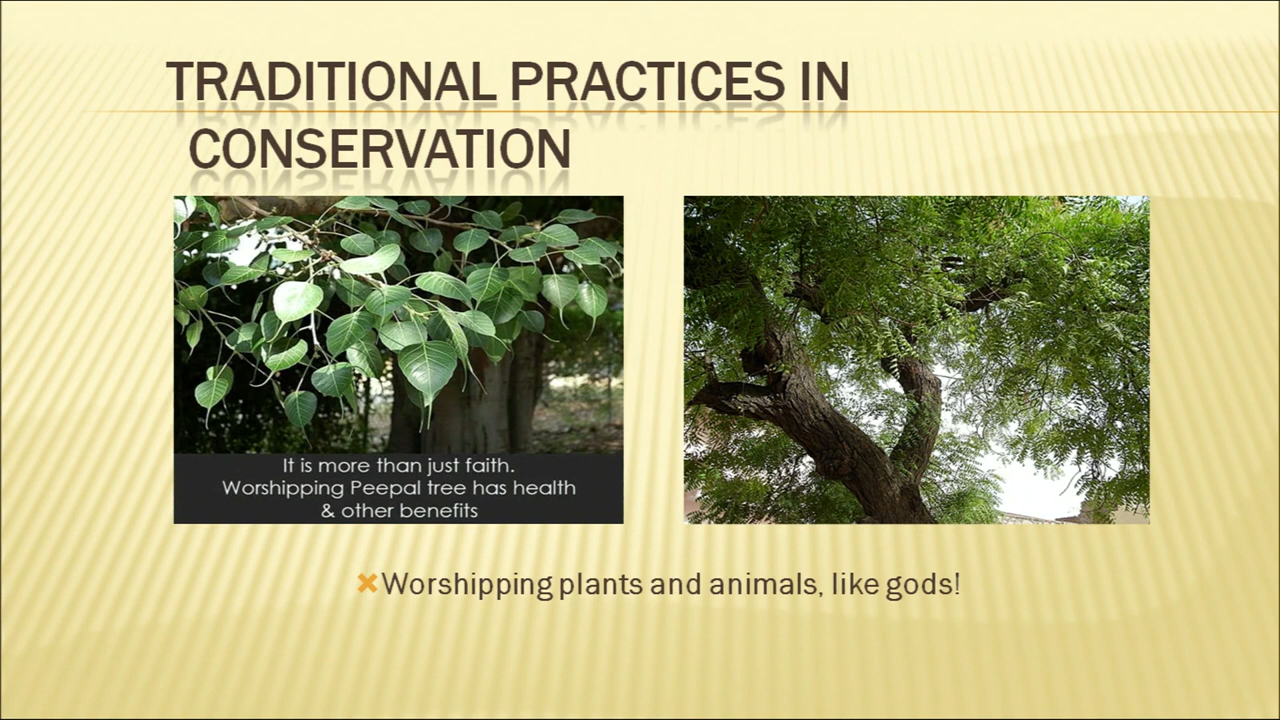 TRADITIONAL PRACTICES IN
CONSERVATION
It is more than just faith.
Worshipping Peepal tree has health
& other benefits
Worshipping plants and animals, like gods!